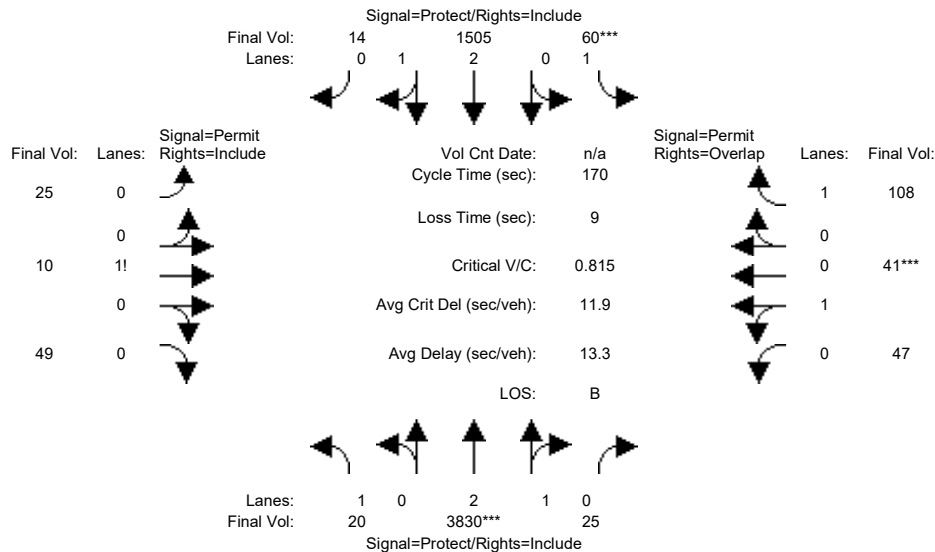 Signal=Protect/Rights=Include
Final Vol: 14 1505 60***
Lanes: 0 1 2 0 1
Signal=Permit
Final Vol: Lanes: Rights=Include
Vol Cnt Date: n/a
Signal=Permit
Rights=Overlap Lanes: Final Vol:
Cycle Time (sec): 170
25 0
1 108
Loss Time (sec): 9
0
0
10 1!
Critical V/C: 0.815
0 41***
0
Avg Crit Del (sec/veh): 11.9
1
49 0
Avg Delay (sec/veh): 13.3
0 47
LOS: B
Lanes: 1 0 2 1 0
Final Vol: 20 3830*** 25
Signal=Protect/Rights=Include